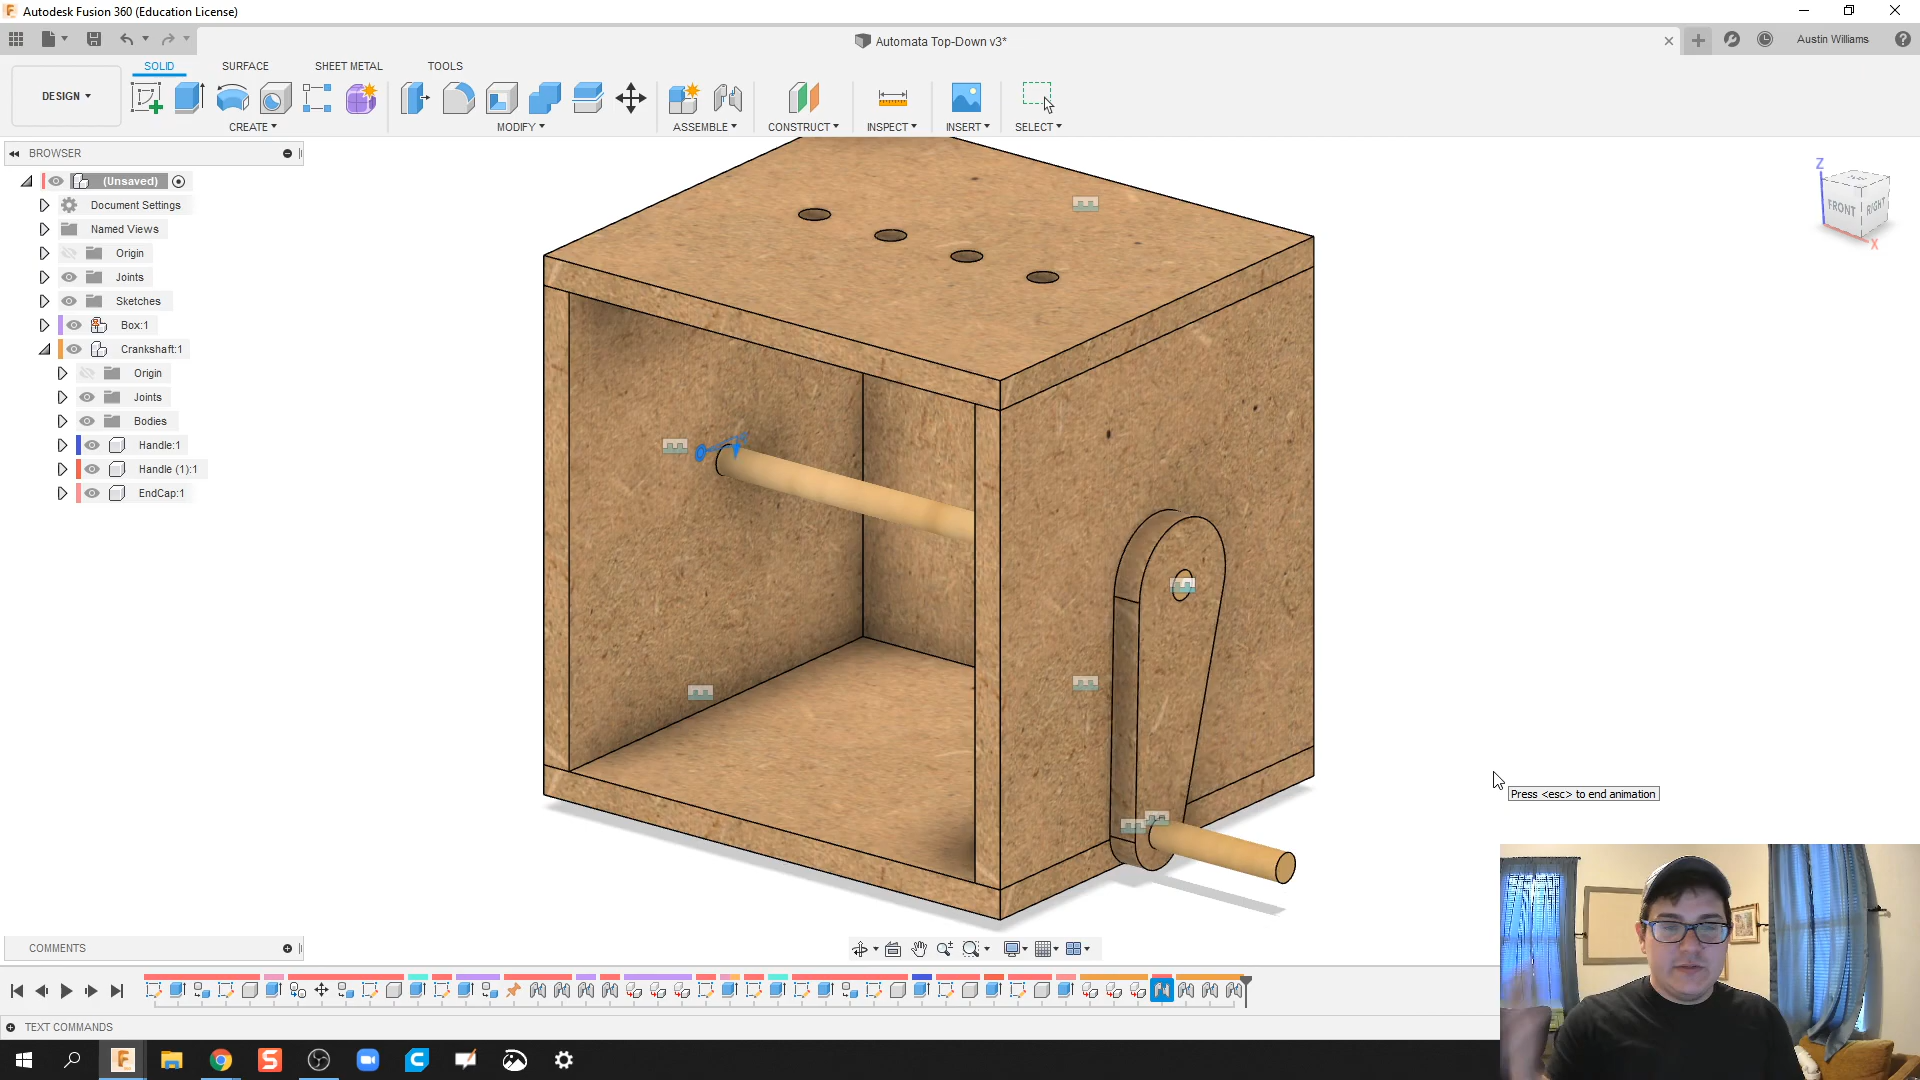 Autodesk Fusion 360 (Education License)
Automata Top-Down v3*
Austin Williams
SOLID
SURFACE
SHEET METAL
TOOLS
DESIGN
CREATE
MODIFY
ASSEMBLE
CONSTRUCT
INSPECT
INSERT
SELECT
BROWSER
(Unsaved)
Document Settings
Named Views
Origin
Joints
Sketches
Box:1
Crankshaft:1
Origin
Joints
Bodies
Handle:1
Handle (1):1
EndCap:1
Z
FRONT
RIGHT
X
Press <esc> to end animation
COMMENTS
TEXT COMMANDS